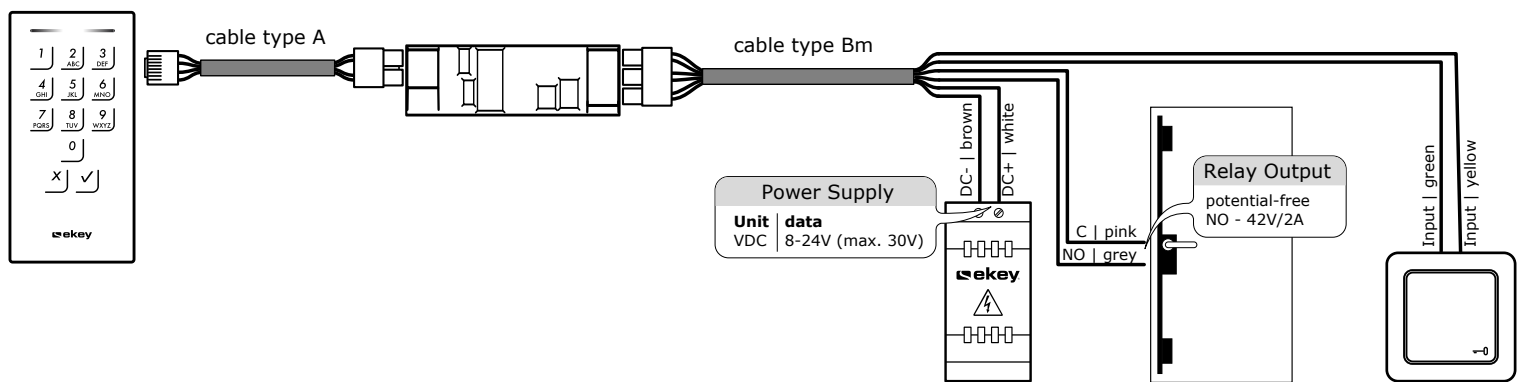 1 2 3
ABC DEF
4 5 6
GHI JKL MNO
7 8 9
PQRS TUV WXYZ
0
x ✓
ekey
cable type A
cable type Bm
DC- | brown
DC+ | white
Power Supply
Unit | data
VDC | 8-24V (max. 30V)
ekey
C | pink
NO | grey
Relay Output
potential-free
NO - 42V/2A
Input | green
Input | yellow